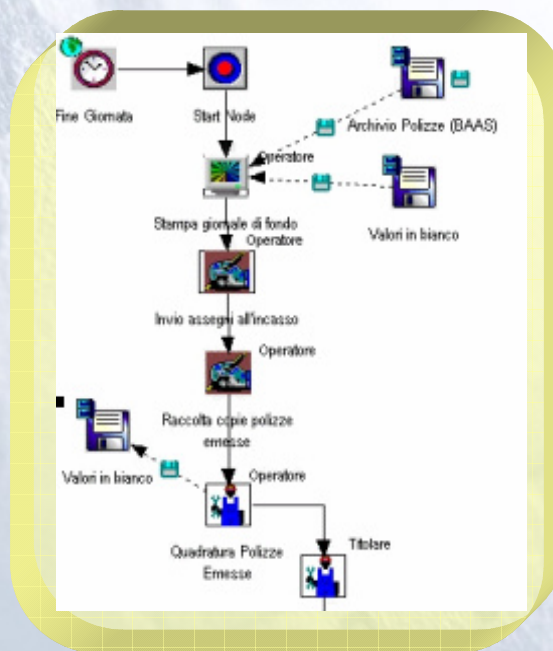 Fine Giornata
Start Node
Archivio Polizze (BAAS)
Operatore
Valori in bianco
Stampa giornale di fondo
Operatore
Invio assegni all'incasso
Operatore
Raccolta copie polizze
emesse
Valori in bianco
Operatore
Quadratura Polizze
Emesse
Titolare